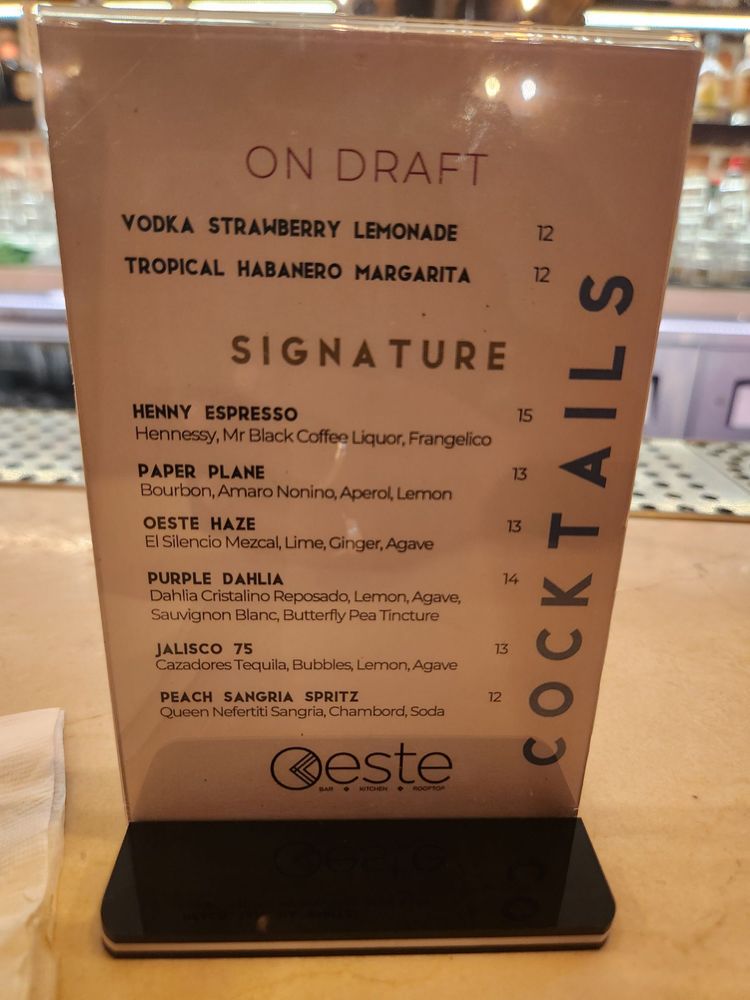 ON DRAFT
VODKA STRAWBERRY LEMONADE 12
TROPICAL HABANERO MARGARITA 12
SIGNATURE
HENNY ESPRESSO 15
Hennessy, Mr Black Coffee Liquor, Frangelico
PAPER PLANE 13
Bourbon, Amaro Nonino, Aperol, Lemon
OESTE HAZE 13
El Silencio Mezcal, Lime, Ginger, Agave
PURPLE DAHLIA 14
Dahlia Cristalino Reposado, Lemon, Agave,
Sauvignon Blanc, Butterfly Pea Tincture
JALISCO 75 13
Cazadores Tequila, Bubbles, Lemon, Agave
PEACH SANGRIA SPRITZ 12
Queen Nefertiti Sangria, Chambord, Soda
COCKTAILS
Oeste
BAR KITCHEN ROOFTOP